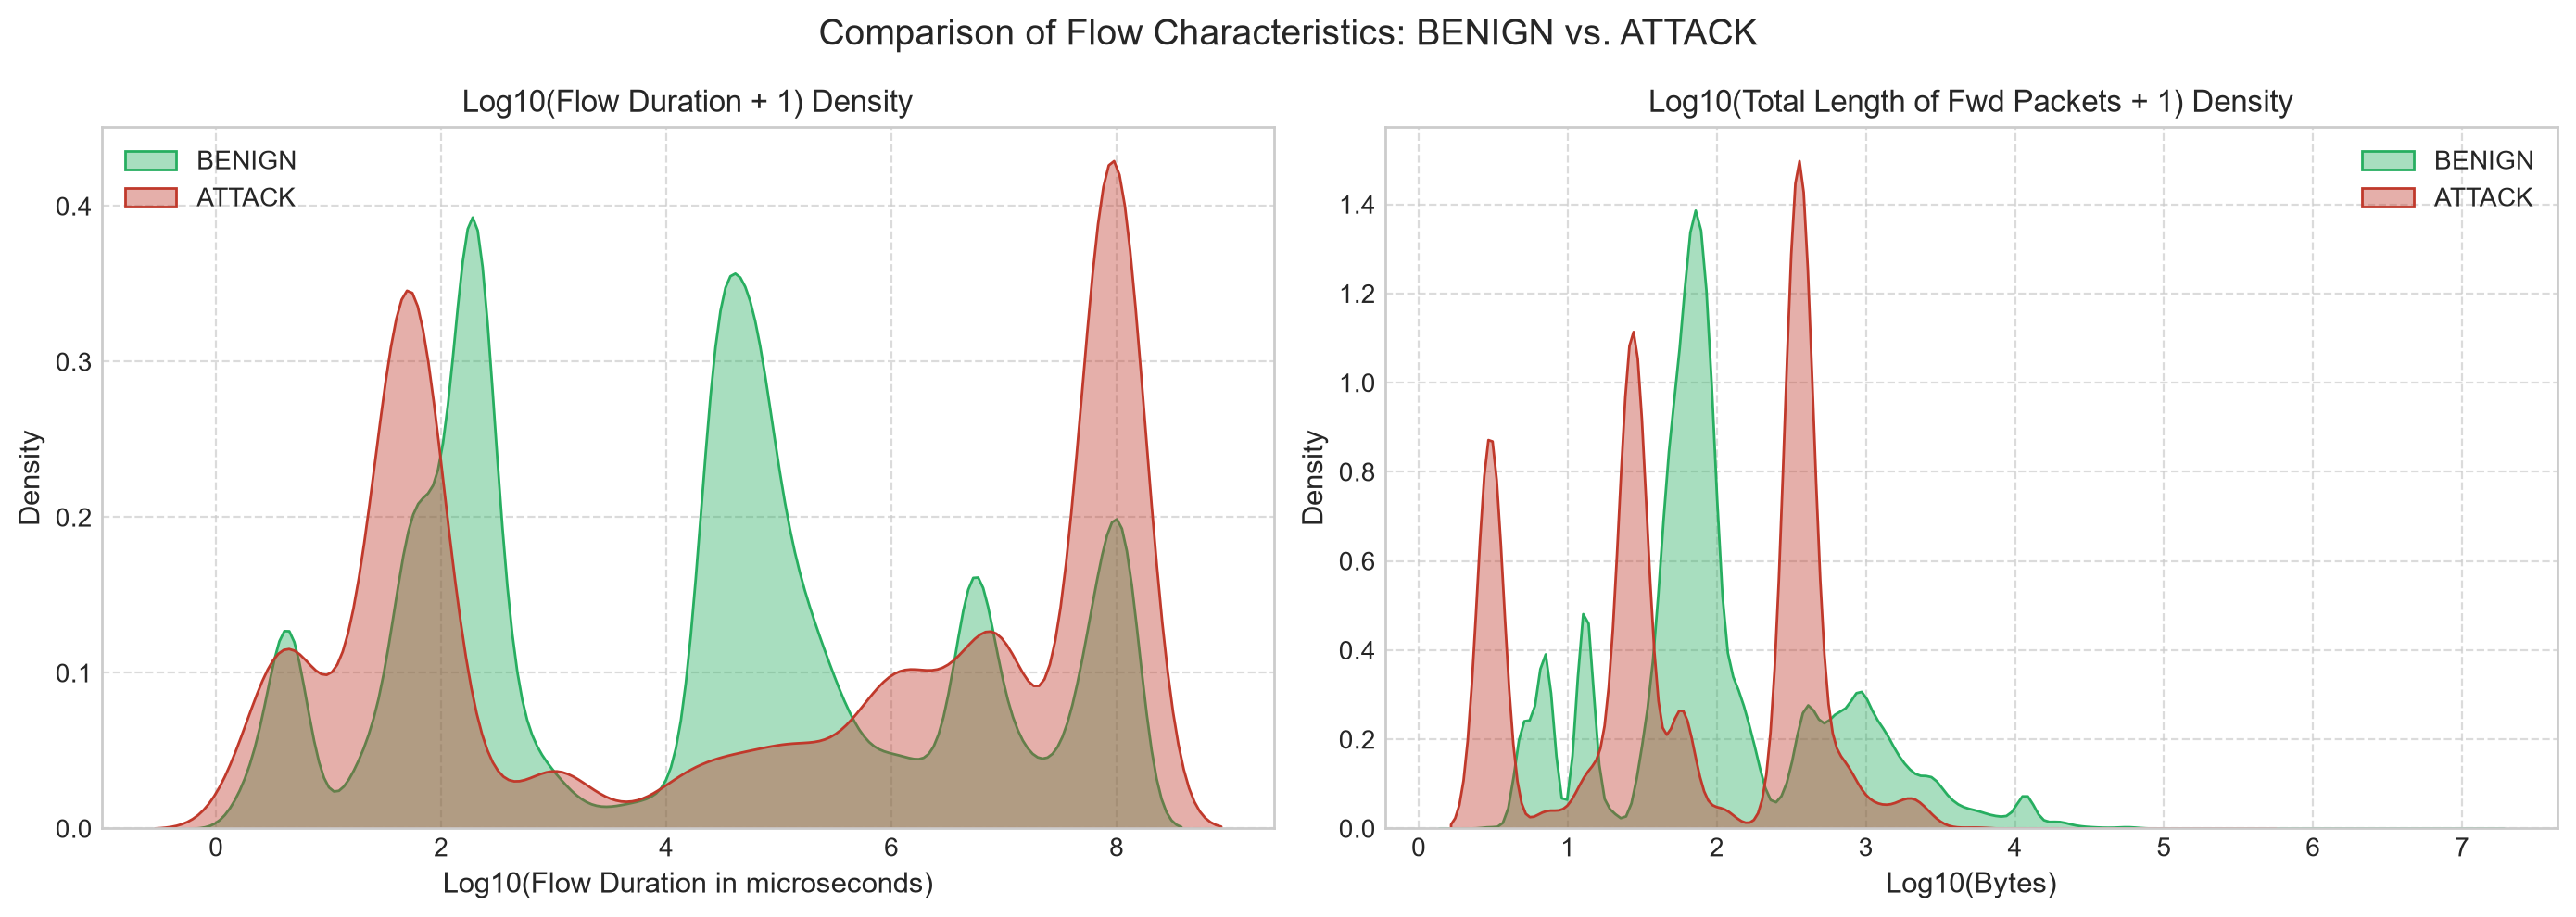 Comparison of Flow Characteristics: BENIGN vs. ATTACK
Log10(Flow Duration + 1) Density
BENIGN
ATTACK
0.4
0.3
0.2
0.1
0.0
Density
0 2 4 6 8
Log10(Flow Duration in microseconds)
Log10(Total Length of Fwd Packets + 1) Density
BENIGN
ATTACK
1.4
1.2
1.0
0.8
0.6
0.4
0.2
0.0
Density
0 1 2 3 4 5 6 7
Log10(Bytes)